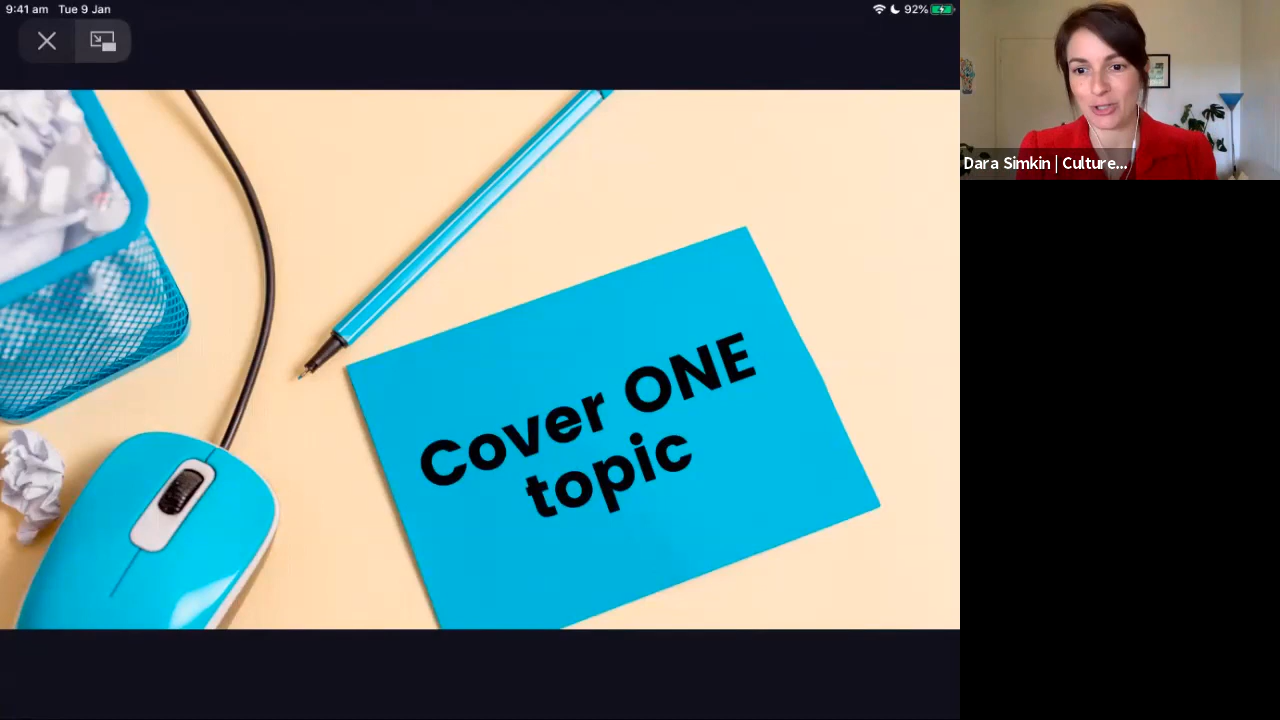 9:41 am Tue 9 Jan
92%
Cover ONE
topic
Dara Simkin | Culture...